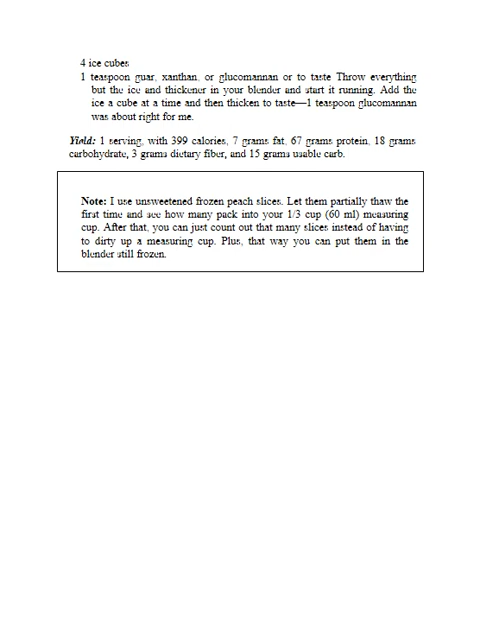 4 ice cubes
1 teaspoon guar, xanthan, or glucomannan or to taste Throw everything
but the ice and thickener in your blender and start it running. Add the
ice a cube at a time and then thicken to taste—1 teaspoon glucomannan
was about right for me.
Yield: 1 serving, with 399 calories, 7 grams fat, 67 grams protein, 18 grams
carbohydrate, 3 grams dietary fiber, and 15 grams usable carb.
Note: I use unsweetened frozen peach slices. Let them partially thaw the
first time and see how many pack into your 1/3 cup (60 ml) measuring
cup. After that, you can just count out that many slices instead of having
to dirty up a measuring cup. Plus, that way you can put them in the
blender still frozen.